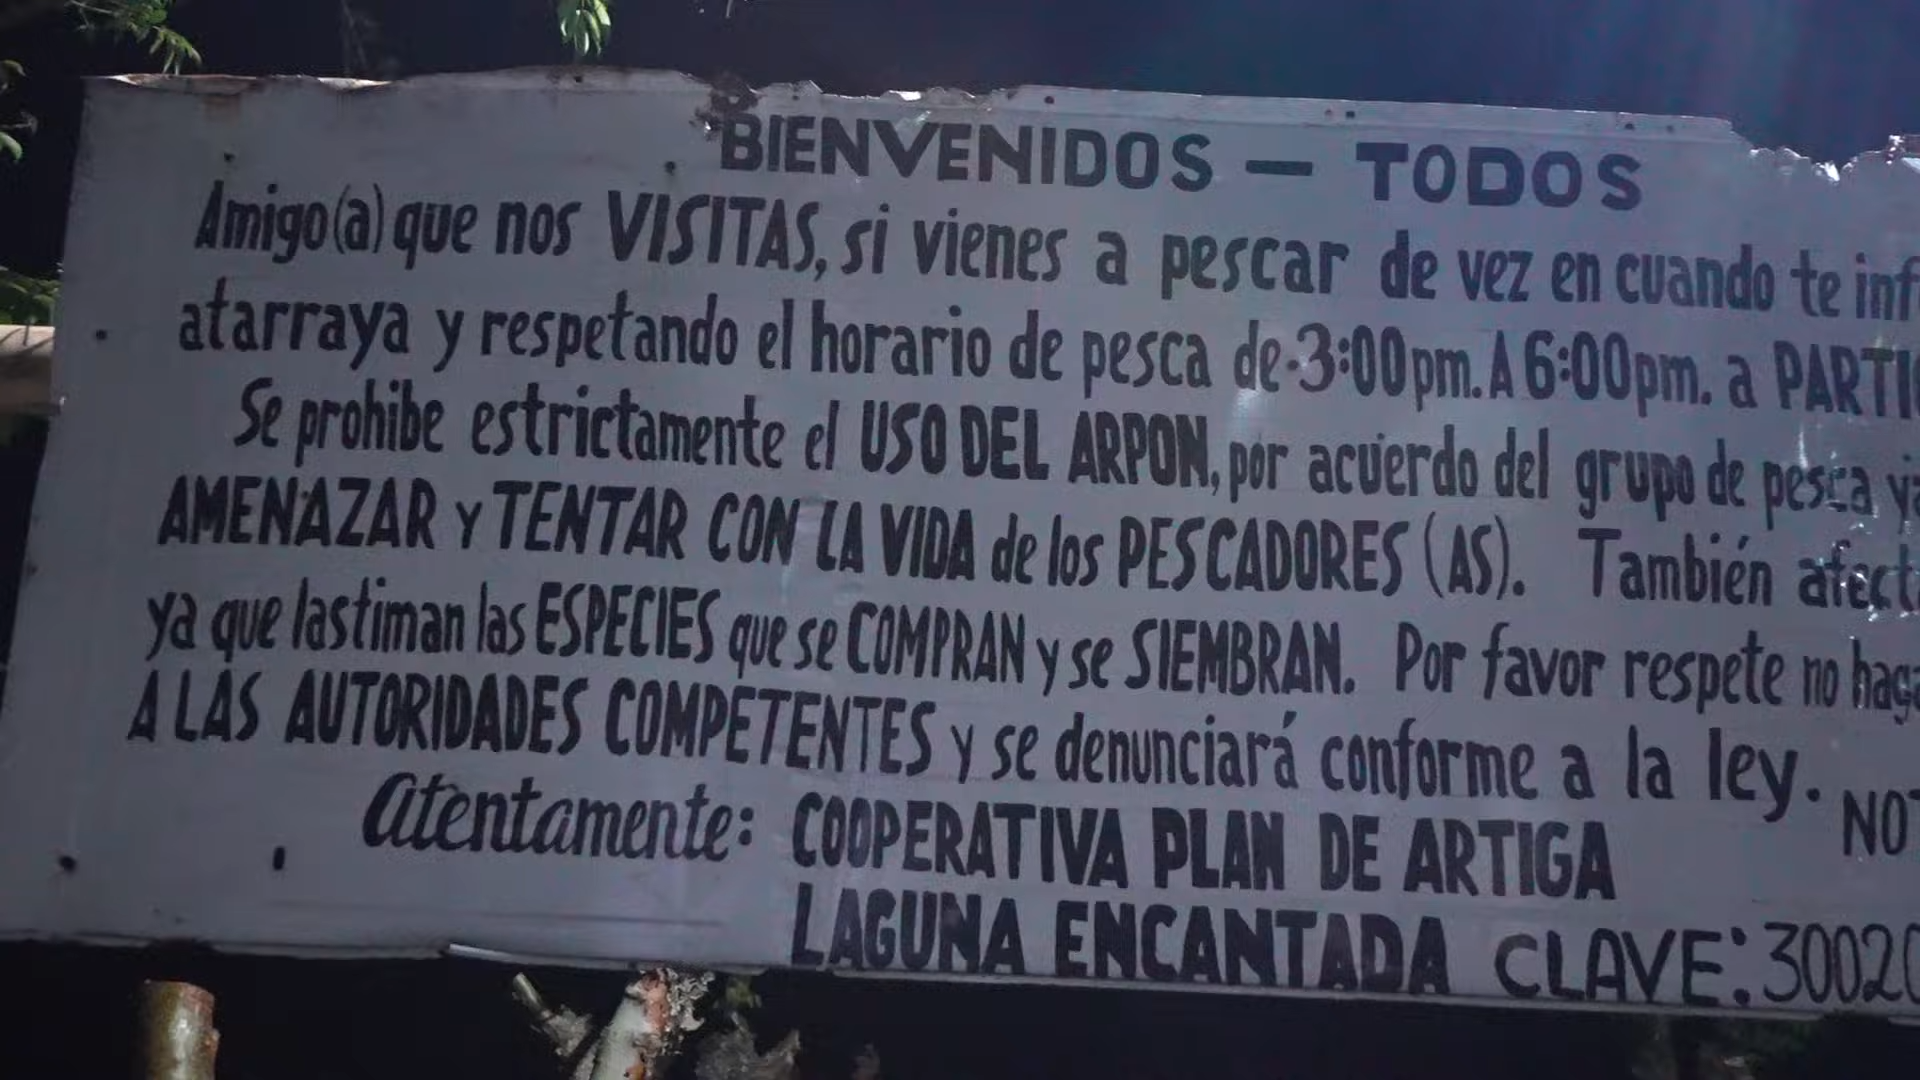 BIENVENIDOS — TODOS
Amigo(a) que nos VISITAS, si vienes a pescar de vez en cuando te inf
atarraya y respetando el horario de pesca de 3:00pm. A 6:00pm. a PARTI
Se prohibe estrictamente el USO DEL ARPON, por acuerdo del grupo de pesca ya
AMENAZAR y TENTAR CON LA VIDA de los PESCADORES (AS). También afect
ya que lastiman las ESPECIES que se COMPRAN y se SIEMBRAN. Por favor respete no haga
A LAS AUTORIDADES COMPETENTES y se denunciará conforme a la ley.
NOT
Atentamente: COOPERATIVA PLAN DE ARTIGA
LAGUNA ENCANTADA CLAVE: 30020